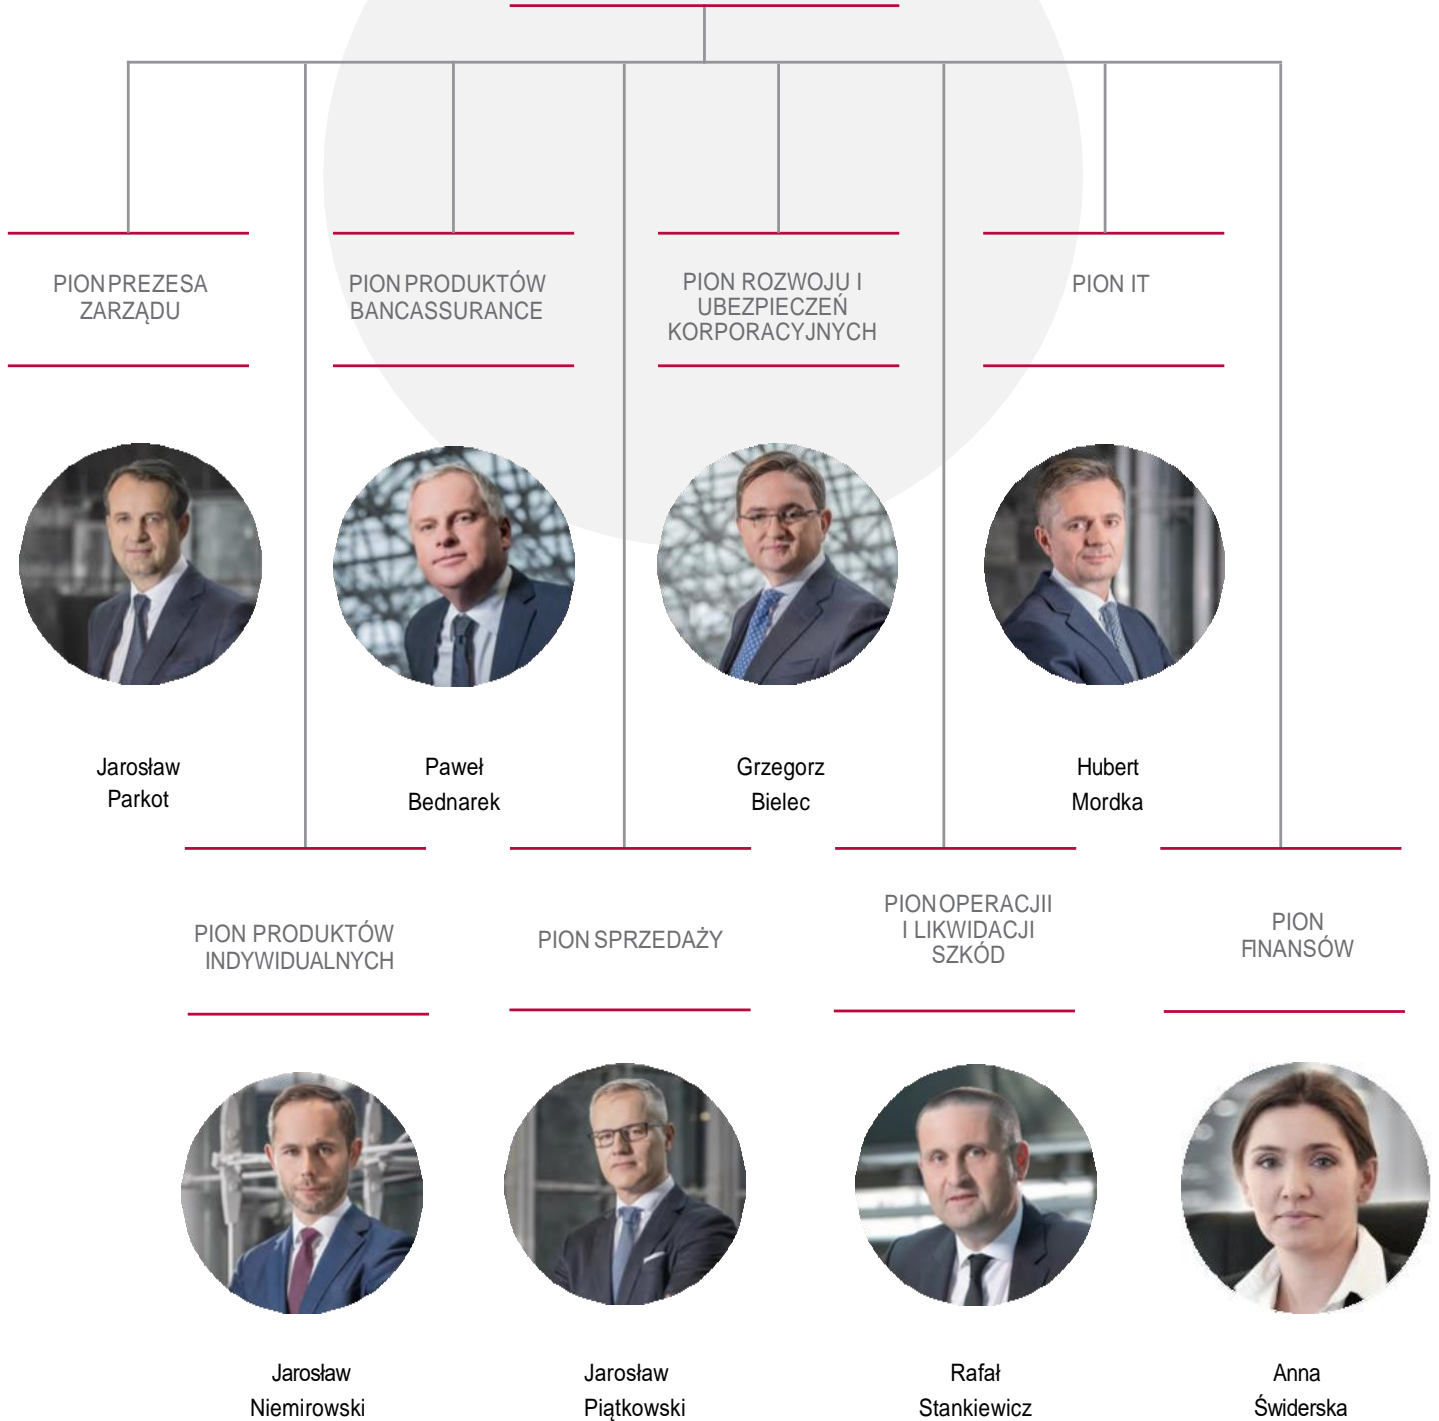 PION PREZESA
ZARZĄDU
PION PRODUKTÓW
BANCASSURANCE
PION ROZWOJU I
UBEZPIECZEŃ
KORPORACYJNYCH
PION IT
Jarosław
Parkot
Paweł
Bednarek
Grzegorz
Bielec
Hubert
Mordka
PION PRODUKTÓW
INDYWIDUALNYCH
PION SPRZEDAŻY
PION OPERACJII
I LIKWIDACJI
SZKÓD
PION
FINANSÓW
Jarosław
Niemirowski
Jarosław
Piątkowski
Rafał
Stankiewicz
Anna
Świderska